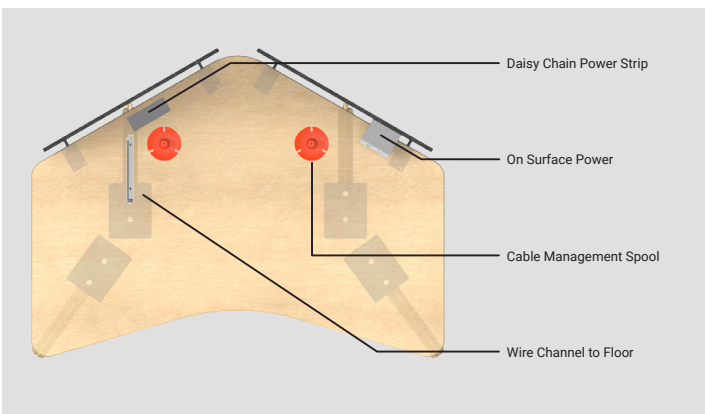 Daisy Chain Power Strip
On Surface Power
Cable Management Spool
Wire Channel to Floor